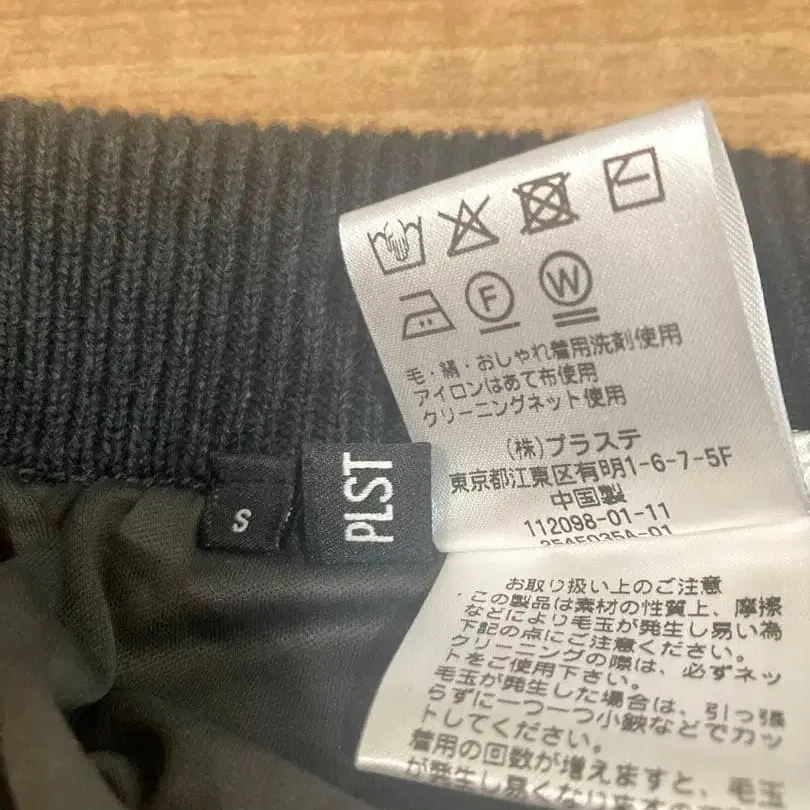 F
W
毛・絹・おしゃれ着用洗剤使用
アイロンはあて布使用
クリーニングネット使用
(株)プラステ
東京都江東区有明1-6-7-5F
中国製
112098-01-11
S
PLST
お取り扱い上のご注意
この製品は素材の性質上、摩擦
などにより毛玉が発生し易い為
下記の点にご注意ください。
クリーニングの際は、必ずネッ
トをご使用下さい。
毛玉が発生した場合は、引っ張
らずに一つ一つ小鋏などでカッ
トしてください。
着用の回数が増えますと、毛玉
が発生し易くないま